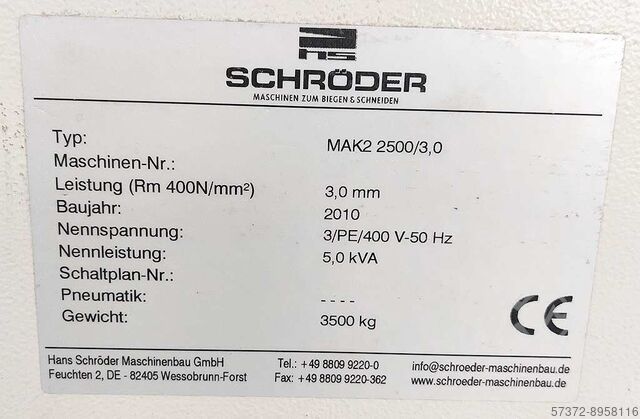 hs
SCHRÖDER
MASCHINEN ZUM BIEGEN & SCHNEIDEN
Typ: MAK2 2500/3,0
Maschinen-Nr.:
Leistung (Rm 400N/mm²) 3,0 mm
Baujahr: 2010
Nennspannung: 3/PE/400 V-50 Hz
Nennleistung: 5,0 kVA
Schaltplan-Nr.:
Pneumatik: ----
Gewicht: 3500 kg
CE
Hans Schröder Maschinenbau GmbH Tel.: +49 8809 9220-0 info@schroeder-maschinenbau.de
Feuchten 2, DE - 82405 Wessobrunn-Forst Fax: +49 8809 9220-362 www.schroeder-maschinenbau.de
57372-8958116